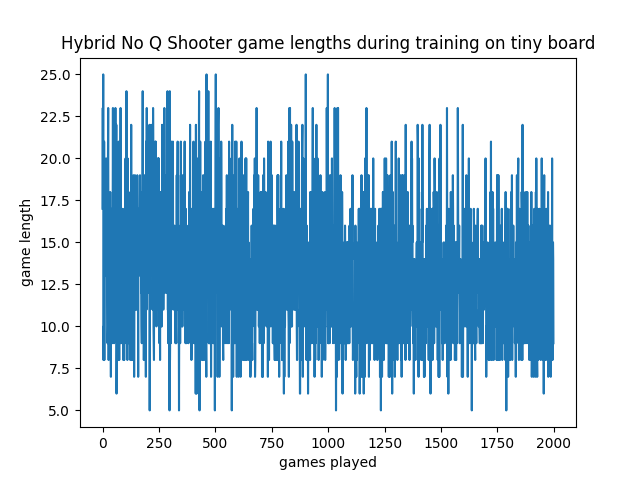 Hybrid No Q Shooter game lengths during training on tiny board
25.0
22.5
20.0
17.5
15.0
12.5
10.0
7.5
5.0
game length
0 250 500 750 1000 1250 1500 1750 2000
games played